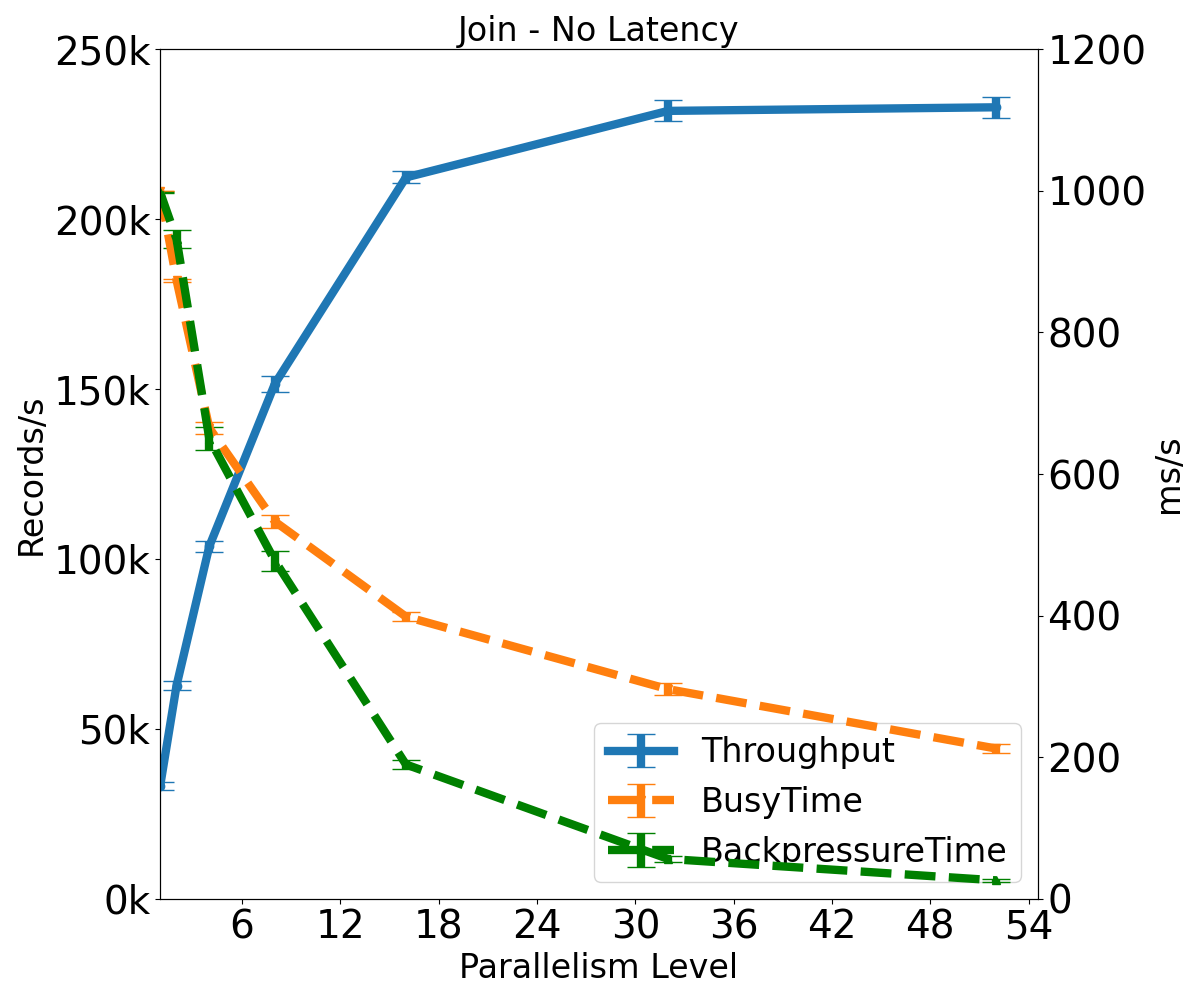 Join - No Latency
250k
200k
150k
100k
50k
0k
Records/s
1200
1000
800
600
400
200
0
ms/s
Throughput
BusyTime
BackpressureTime
6 12 18 24 30 36 42 48 54
Parallelism Level